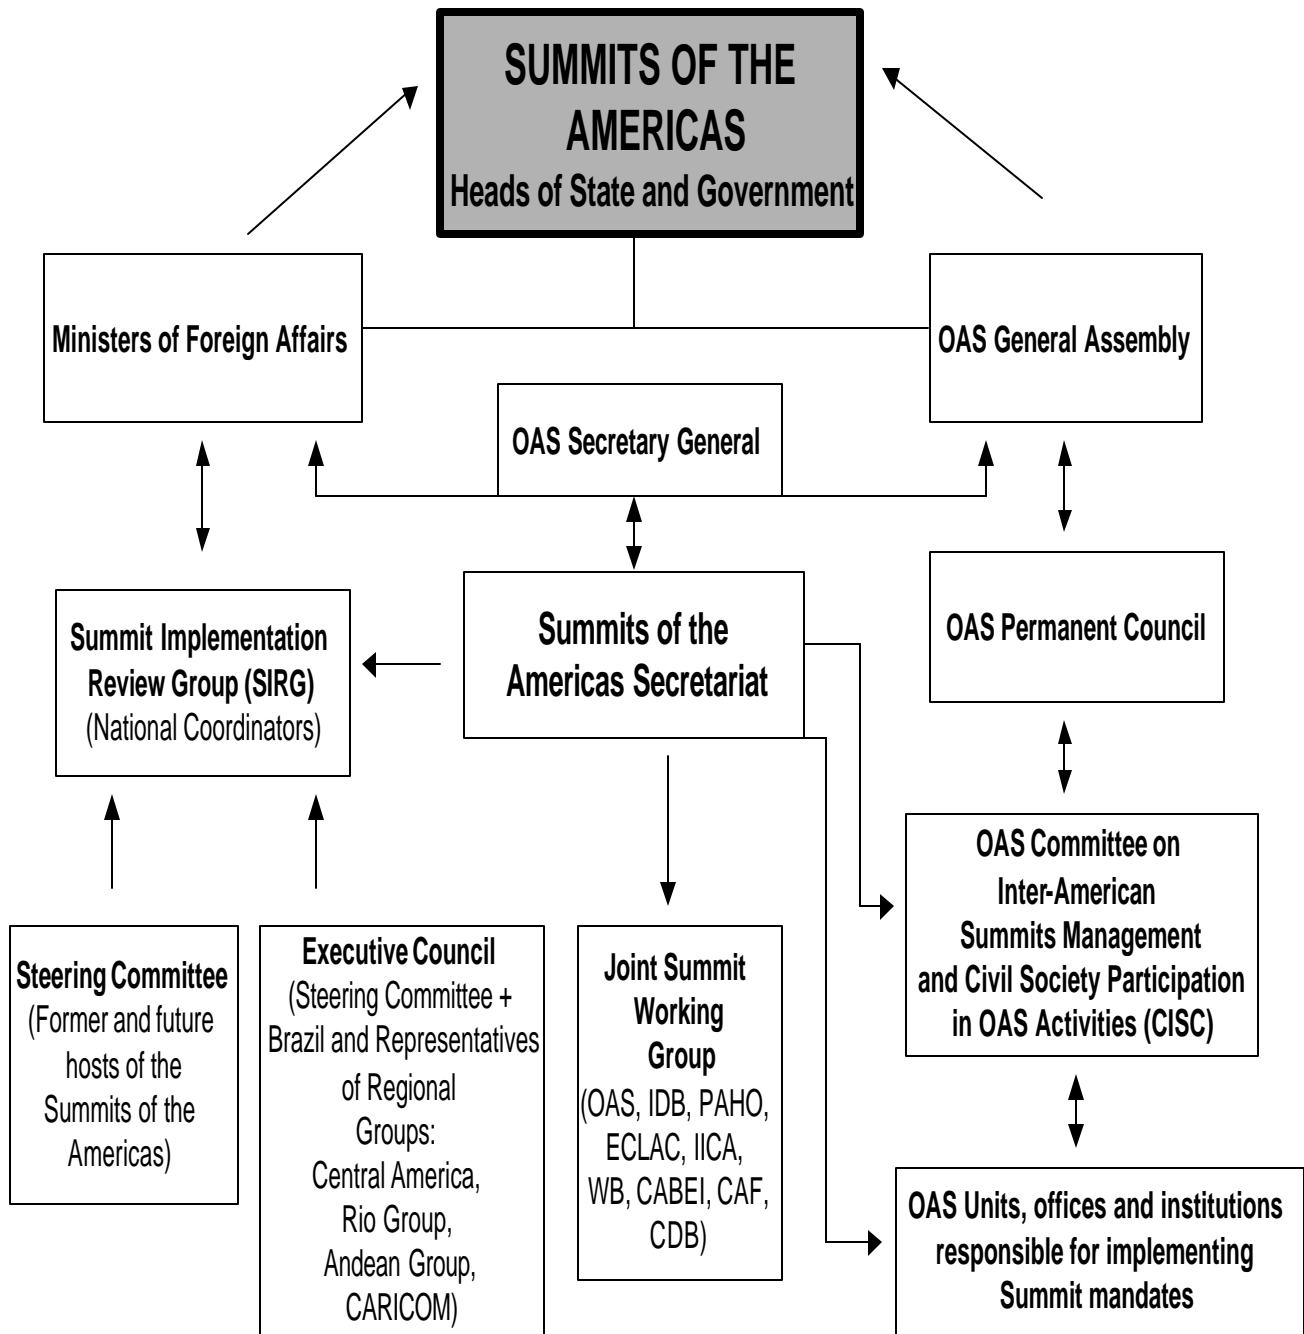 SUMMITS OF THE
AMERICAS
Heads of State and Government
Ministers of Foreign Affairs
OAS General Assembly
OAS Secretary General
Summit Implementation
Review Group (SIRG)
(National Coordinators)
Summits of the
Americas Secretariat
OAS Permanent Council
OAS Committee on
Inter-American
Summits Management
and Civil Society Participation
in OAS Activities (CISC)
Steering Committee
(Former and future
hosts of the
Summits of the
Americas)
Executive Council
(Steering Committee +
Brazil and Representatives
of Regional
Groups:
Central America,
Rio Group,
Andean Group,
CARICOM)
Joint Summit
Working
Group
(OAS, IDB, PAHO,
ECLAC, IICA,
WB, CABEI, CAF,
CDB)
OAS Units, offices and institutions
responsible for implementing
Summit mandates